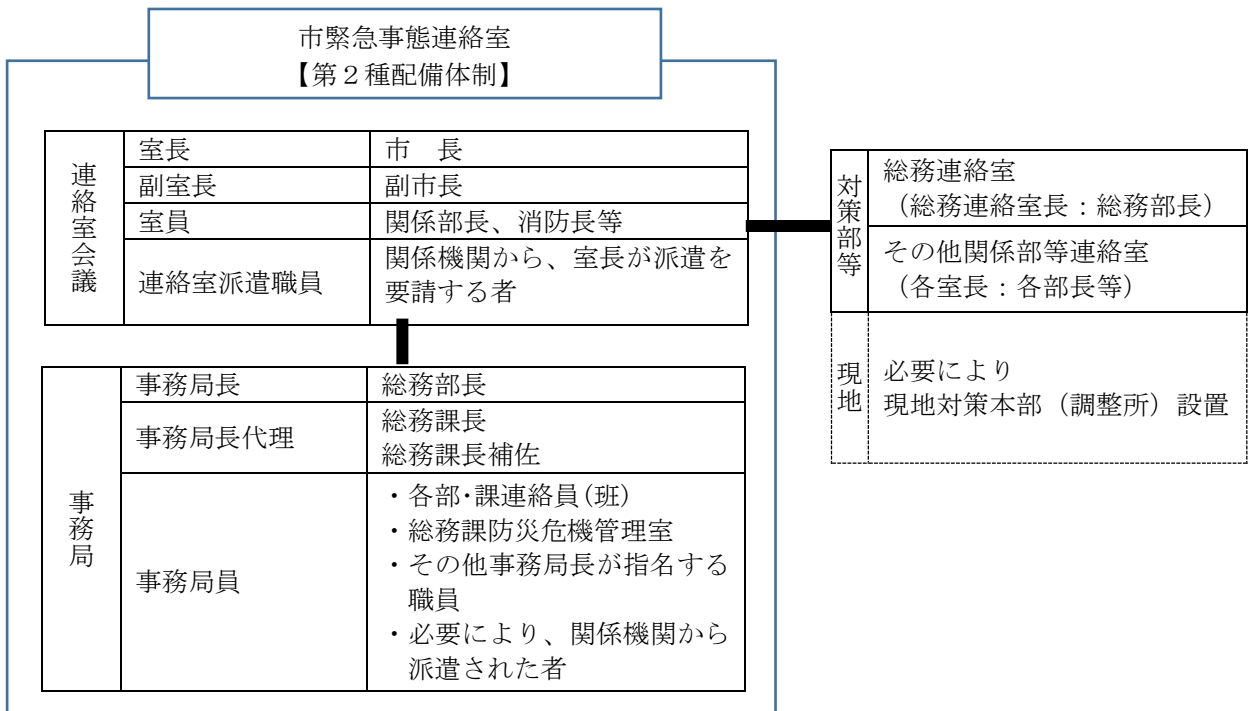 市緊急事態連絡室
【第２種配備体制】
連絡室会議
室長
市　長
副室長
副市長
室員
関係部長、消防長等
連絡室派遣職員
関係機関から、室長が派遣を
要請する者
事務局
事務局長
総務部長
事務局長代理
総務課長
総務課長補佐
事務局員
・各部･課連絡員(班)
・総務課防災危機管理室
・その他事務局長が指名する
職員
・必要により、関係機関から
派遣された者
対策部等
総務連絡室
（総務連絡室長：総務部長）
その他関係部等連絡室
（各室長：各部長等）
現地
必要により
現地対策本部（調整所）設置